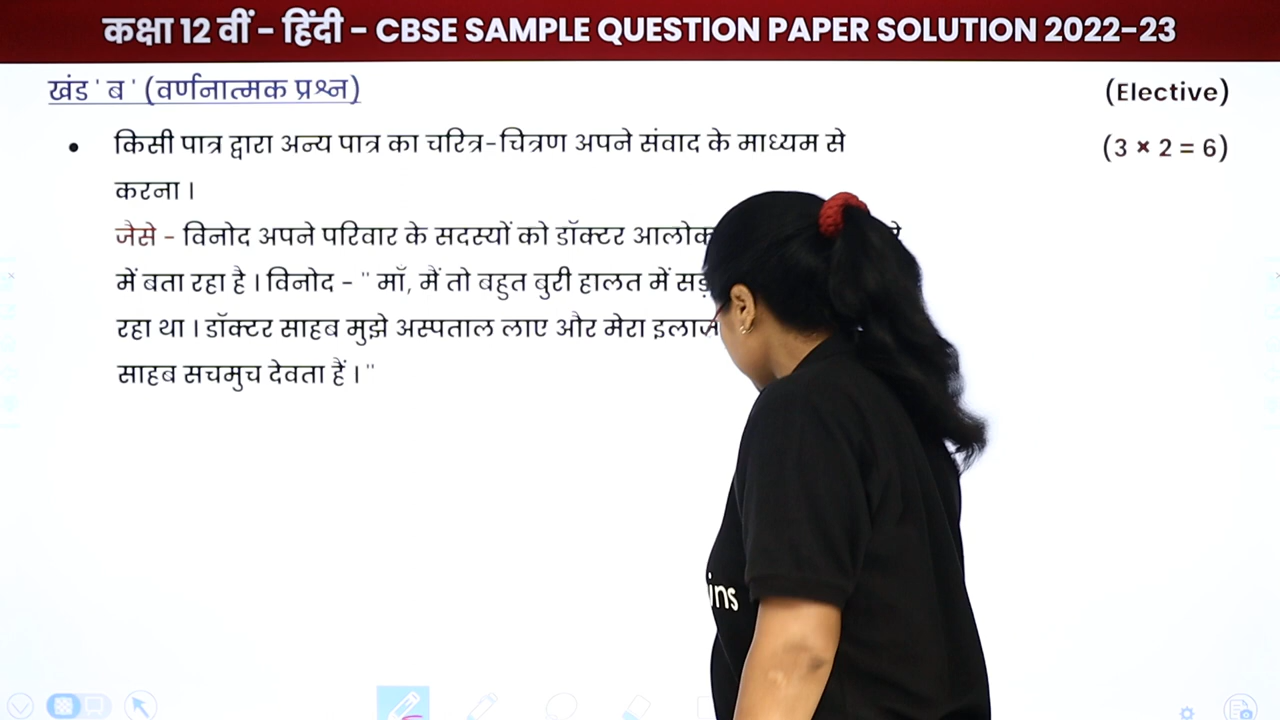 कक्षा 12 वीं - हिंदी - CBSE SAMPLE QUESTION PAPER SOLUTION 2022-23
खंड ' ब ' (वर्णनात्मक प्रश्न)
(Elective)
• किसी पात्र द्वारा अन्य पात्र का चरित्र-चित्रण अपने संवाद के माध्यम से
(3 × 2 = 6)
करना ।
जैसे - विनोद अपने परिवार के सदस्यों को डॉक्टर आलोक
में बता रहा है । विनोद - " माँ, मैं तो बहुत बुरी हालत में
रहा था । डॉक्टर साहब मुझे अस्पताल लाए और मेरा
साहब सचमुच देवता हैं । "